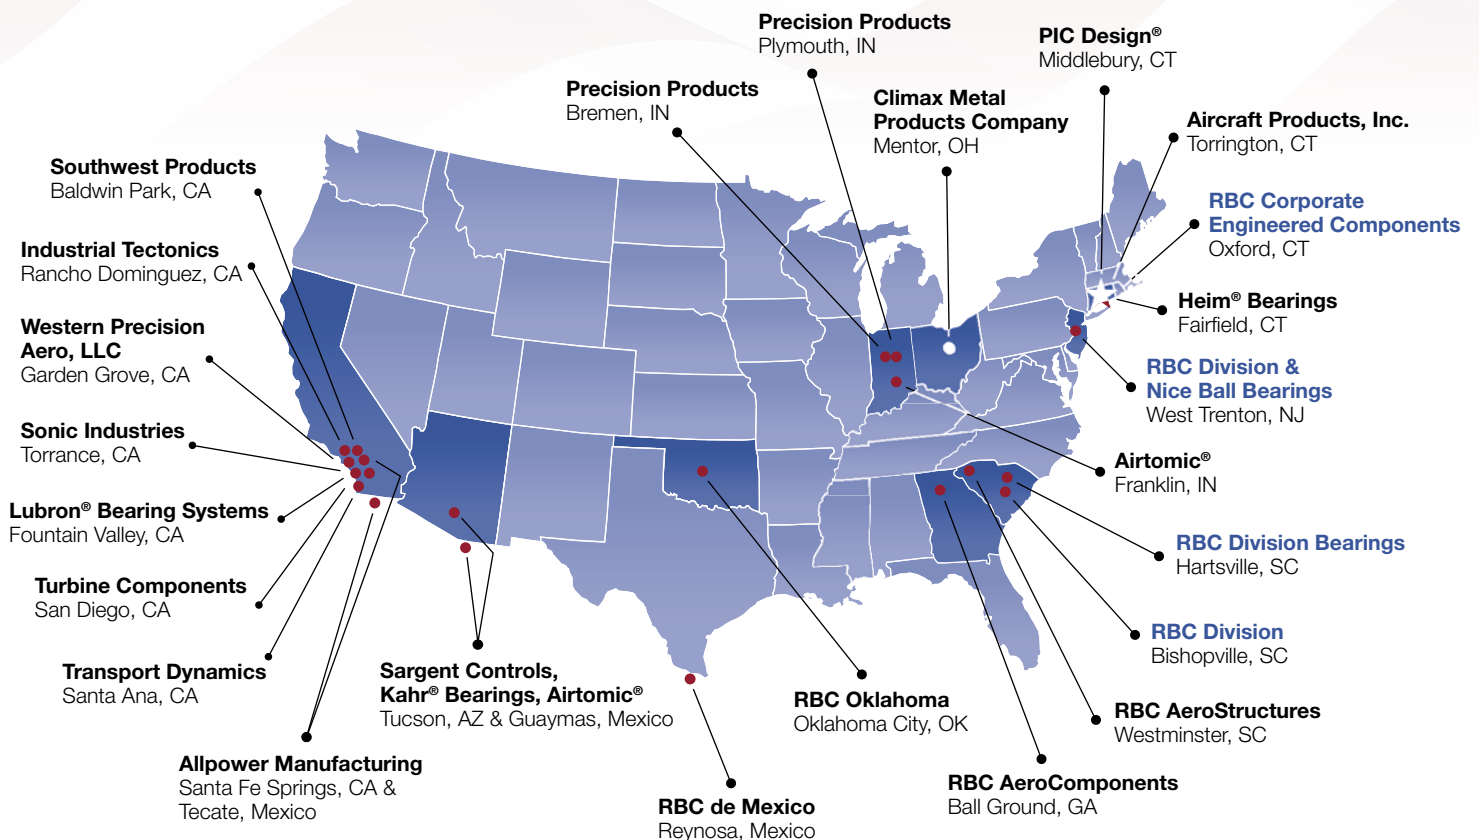 Precision Products
Plymouth, IN
PIC Design®
Middlebury, CT
Precision Products
Bremen, IN
Climax Metal
Products Company
Mentor, OH
Aircraft Products, Inc.
Torrington, CT
Southwest Products
Baldwin Park, CA
RBC Corporate
Engineered Components
Oxford, CT
Industrial Tectonics
Rancho Dominguez, CA
Heim® Bearings
Fairfield, CT
Western Precision
Aero, LLC
Garden Grove, CA
RBC Division &
Nice Ball Bearings
West Trenton, NJ
Sonic Industries
Torrance, CA
Airtomic®
Franklin, IN
Lubron® Bearing Systems
Fountain Valley, CA
RBC Division Bearings
Hartsville, SC
Turbine Components
San Diego, CA
RBC Division
Bishopville, SC
Transport Dynamics
Santa Ana, CA
Sargent Controls,
Kahr® Bearings, Airtomic®
Tucson, AZ & Guaymas, Mexico
RBC Oklahoma
Oklahoma City, OK
RBC AeroStructures
Westminster, SC
Allpower Manufacturing
Santa Fe Springs, CA &
Tecate, Mexico
RBC AeroComponents
Ball Ground, GA
RBC de Mexico
Reynosa, Mexico